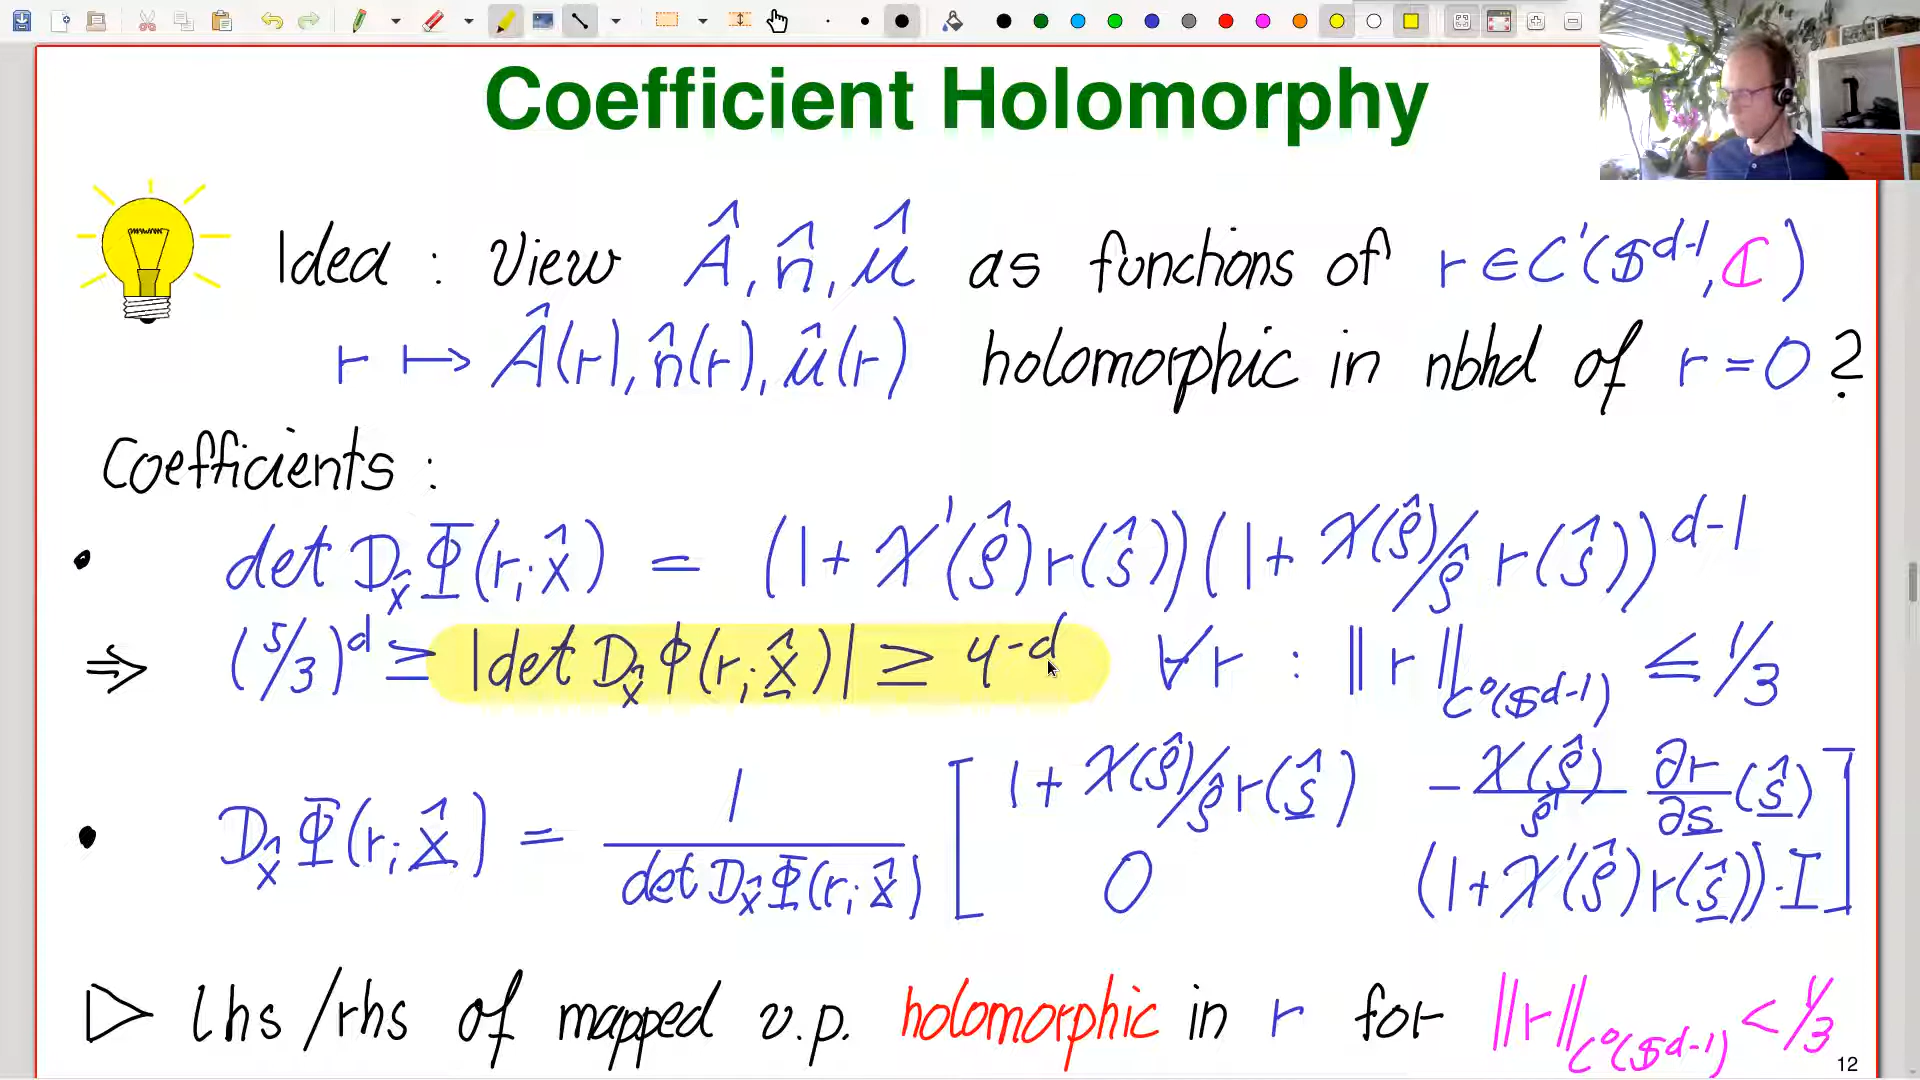 Coefficient Holomorphy
Idea : View Â, n̂, û as functions of r ∈ C¹($^{d-1}, ℂ)
r ↦ Â(r), n̂(r), û(r) holomorphic in nbhd of r = 0 ?
Coefficients :
• det D_x̂ Φ(r; x̂) = (1 + χ'(ρ̂) r(ŝ)) (1 + χ(ρ̂)/ρ̂ r(ŝ))^{d-1}
⇒ (5/3)^d ≥ |det D_x̂ Φ(r; x̂)| ≥ 4^{-d} ∀r : ‖r‖_{C⁰($^{d-1})} ≤ 1/3
• D_x̂ Φ(r; x̂) = 1 / det D_x̂ Φ(r; x̂) [ 1 + χ(ρ̂)/ρ̂ r(ŝ) − χ(ρ̂)/ρ̂ ∂r/∂s (ŝ)
0 (1 + χ'(ρ̂) r(ŝ)) · I ]
▷ lhs / rhs of mapped v.p. holomorphic in r for ‖r‖_{C⁰($^{d-1})} < 1/3
12